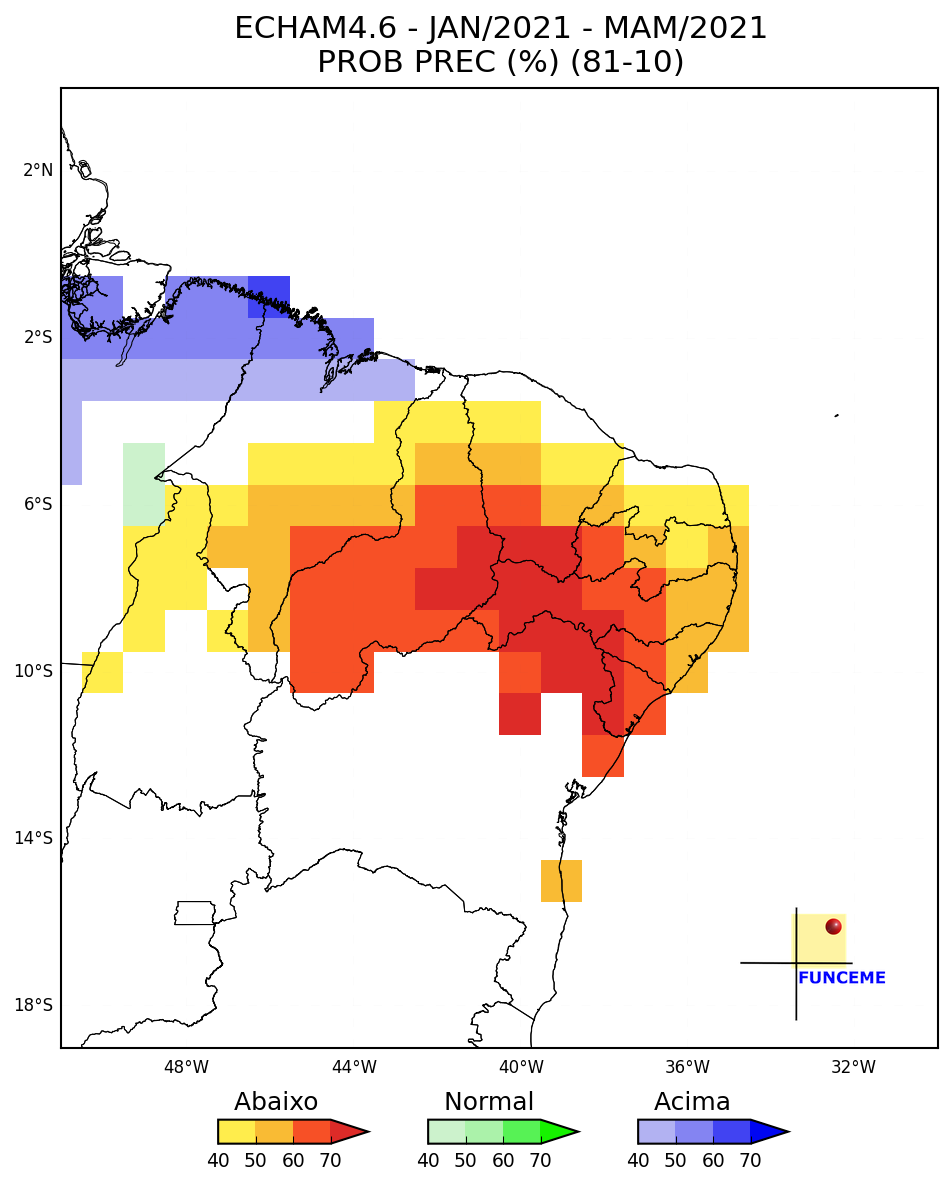 ECHAM4.6 - JAN/2021 - MAM/2021
PROB PREC (%) (81-10)
2°N
2°S
6°S
10°S
14°S
18°S
FUNCEME
48°W 44°W 40°W 36°W 32°W
Abaixo Normal Acima
40 50 60 70 40 50 60 70 40 50 60 70